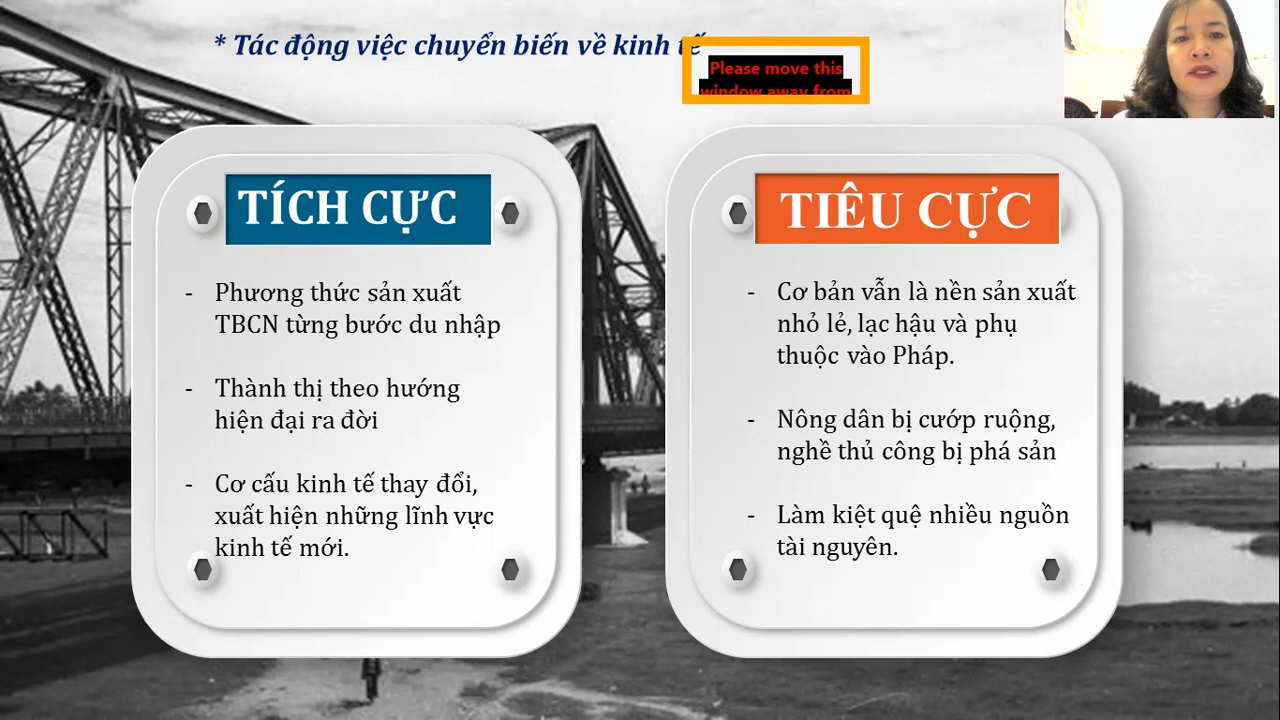 * Tác động việc chuyển biến về kinh tế
Please move this
window away from
TÍCH CỰC
- Phương thức sản xuất
TBCN từng bước du nhập
- Thành thị theo hướng
hiện đại ra đời
- Cơ cấu kinh tế thay đổi,
xuất hiện những lĩnh vực
kinh tế mới.
TIÊU CỰC
- Cơ bản vẫn là nền sản xuất
nhỏ lẻ, lạc hậu và phụ
thuộc vào Pháp.
- Nông dân bị cướp ruộng,
nghề thủ công bị phá sản
- Làm kiệt quệ nhiều nguồn
tài nguyên.